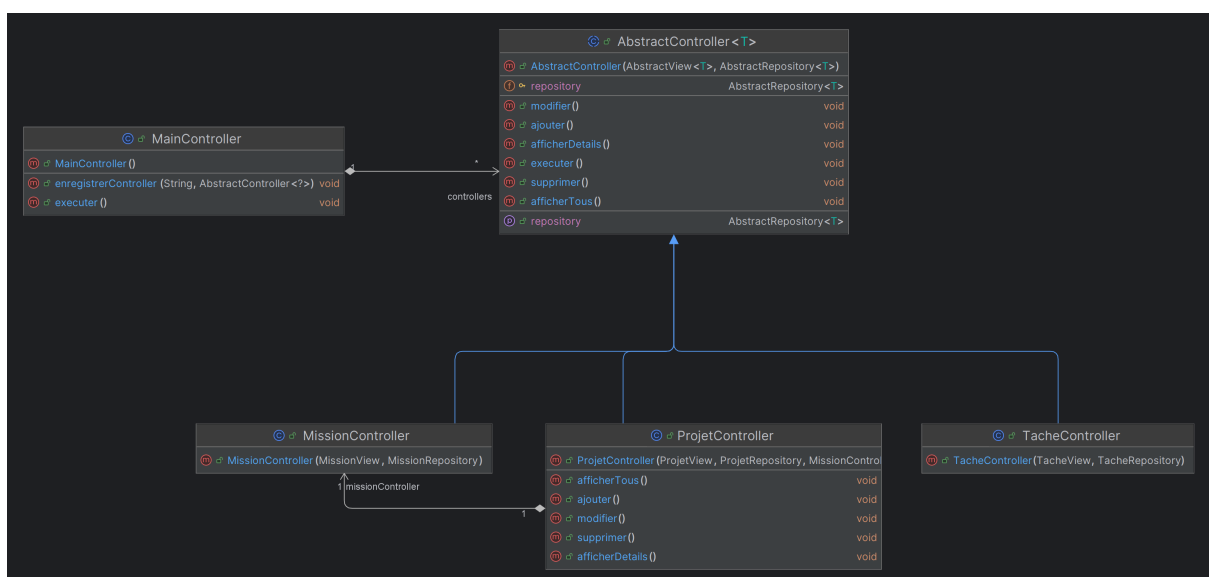 AbstractController<T>
AbstractController(AbstractView<T>, AbstractRepository<T>)
repository AbstractRepository<T>
modifier() void
ajouter() void
afficherDetails() void
executer() void
supprimer() void
afficherTous() void
repository AbstractRepository<T>
MainController
MainController()
enregistrerController (String, AbstractController<?>) void
executer() void
1
*
controllers
MissionController
MissionController(MissionView, MissionRepository)
1 missionController
1
ProjetController
ProjetController(ProjetView, ProjetRepository, MissionControl
afficherTous() void
ajouter() void
modifier() void
supprimer() void
afficherDetails() void
TacheController
TacheController(TacheView, TacheRepository)